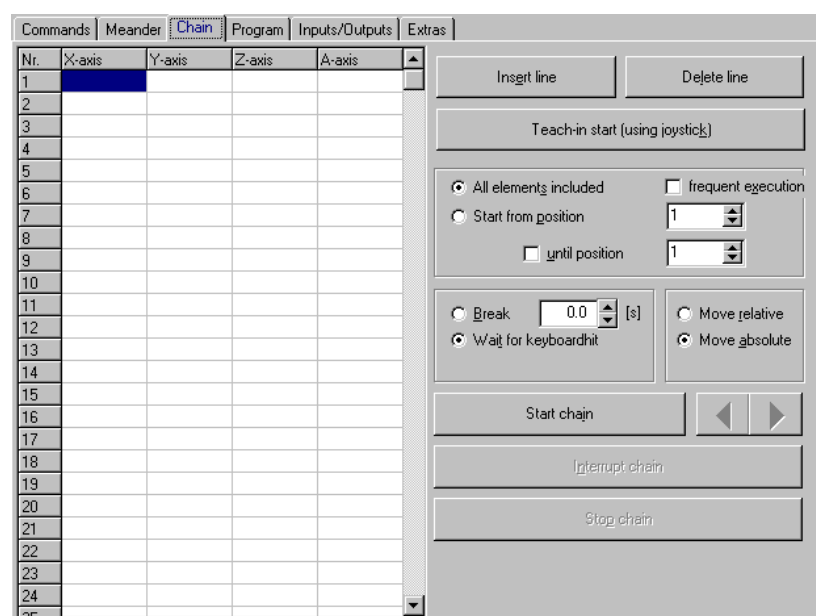 Commands Meander Chain Program Inputs/Outputs Extras
Nr. X-axis Y-axis Z-axis A-axis
1
2
3
4
5
6
7
8
9
10
11
12
13
14
15
16
17
18
19
20
21
22
23
24
25
Insert line Delete line
Teach-in start (using joystick)
All elements included frequent execution
Start from position 1
until position 1
Break 0.0 [s]
Wait for keyboardhit
Move relative
Move absolute
Start chain
Interrupt chain
Stop chain